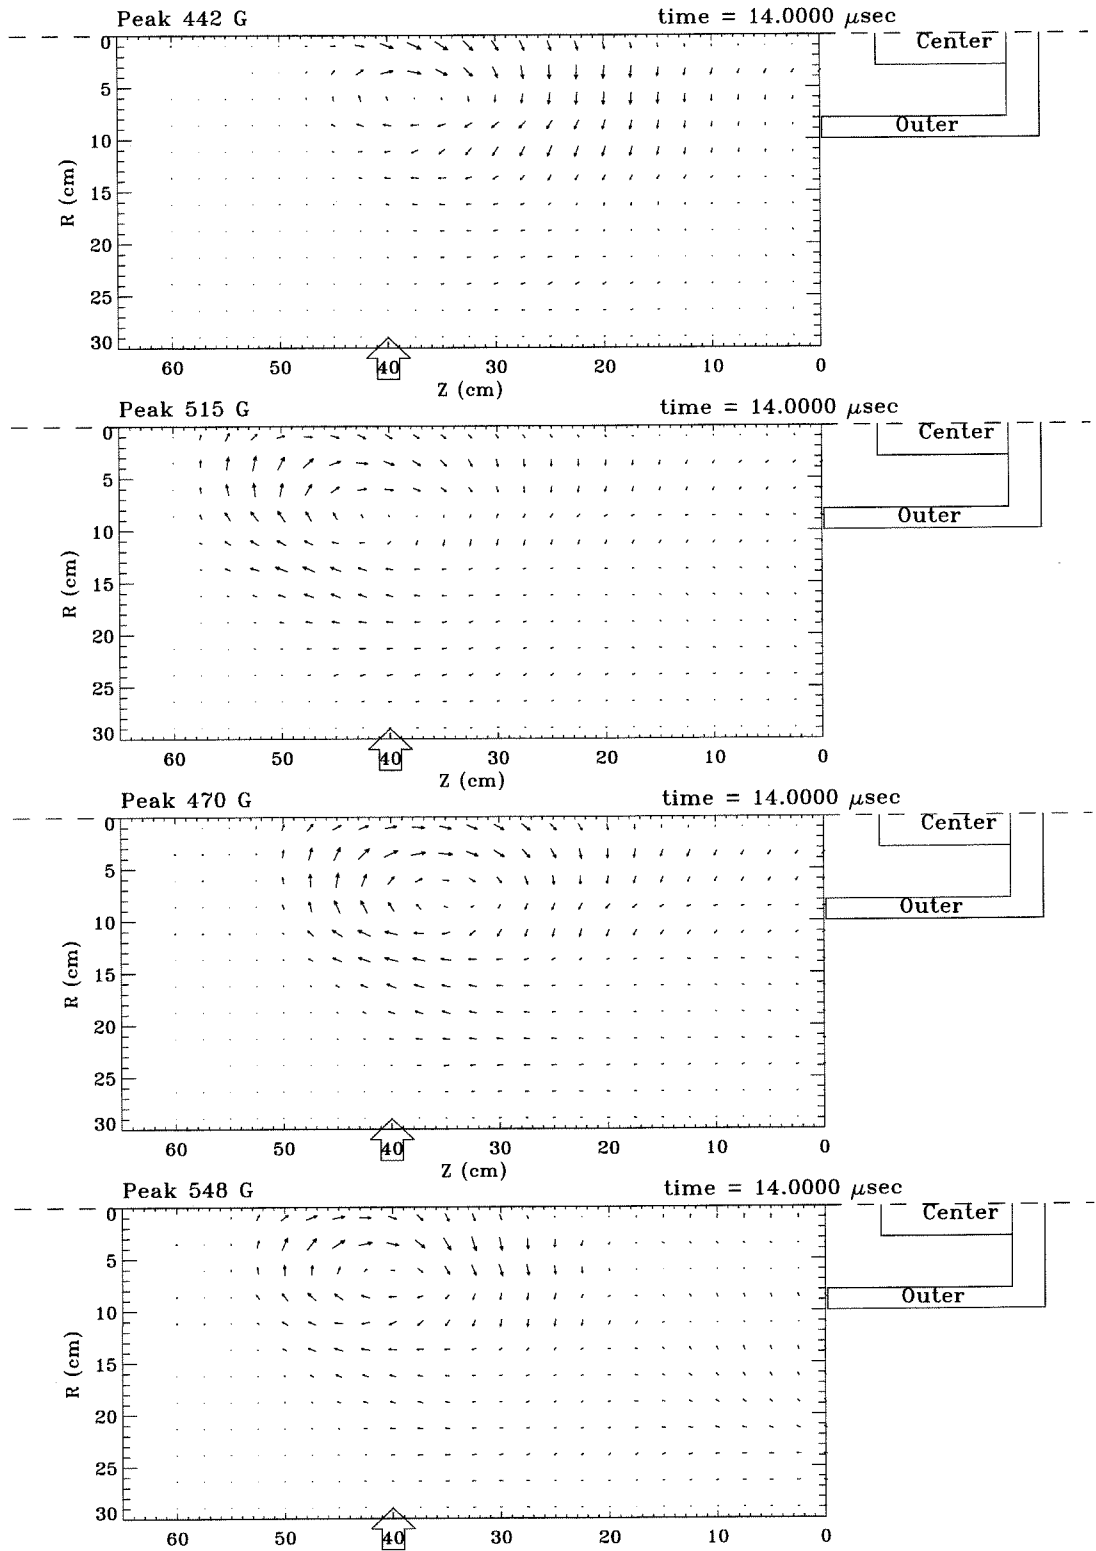 Peak 442 G time = 14.0000 μsec
0 Center
5
Outer
10
15
R (cm)
20
25
30
60 50 40 30 20 10 0
Z (cm)
Peak 515 G time = 14.0000 μsec
0 Center
5
Outer
10
15
R (cm)
20
25
30
60 50 40 30 20 10 0
Z (cm)
Peak 470 G time = 14.0000 μsec
0 Center
5
Outer
10
15
R (cm)
20
25
30
60 50 40 30 20 10 0
Z (cm)
Peak 548 G time = 14.0000 μsec
0 Center
5
Outer
10
15
R (cm)
20
25
30
60 50 40 30 20 10 0